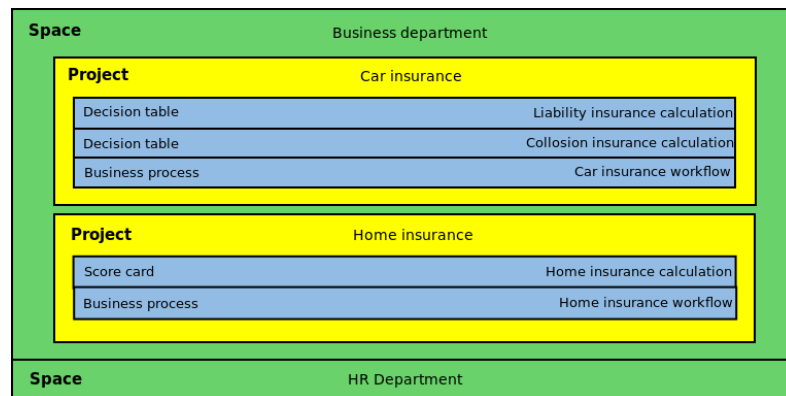 Space Business department
Project Car insurance
Decision table Liability insurance calculation
Decision table Collosion insurance calculation
Business process Car insurance workflow
Project Home insurance
Score card Home insurance calculation
Business process Home insurance workflow
Space HR Department